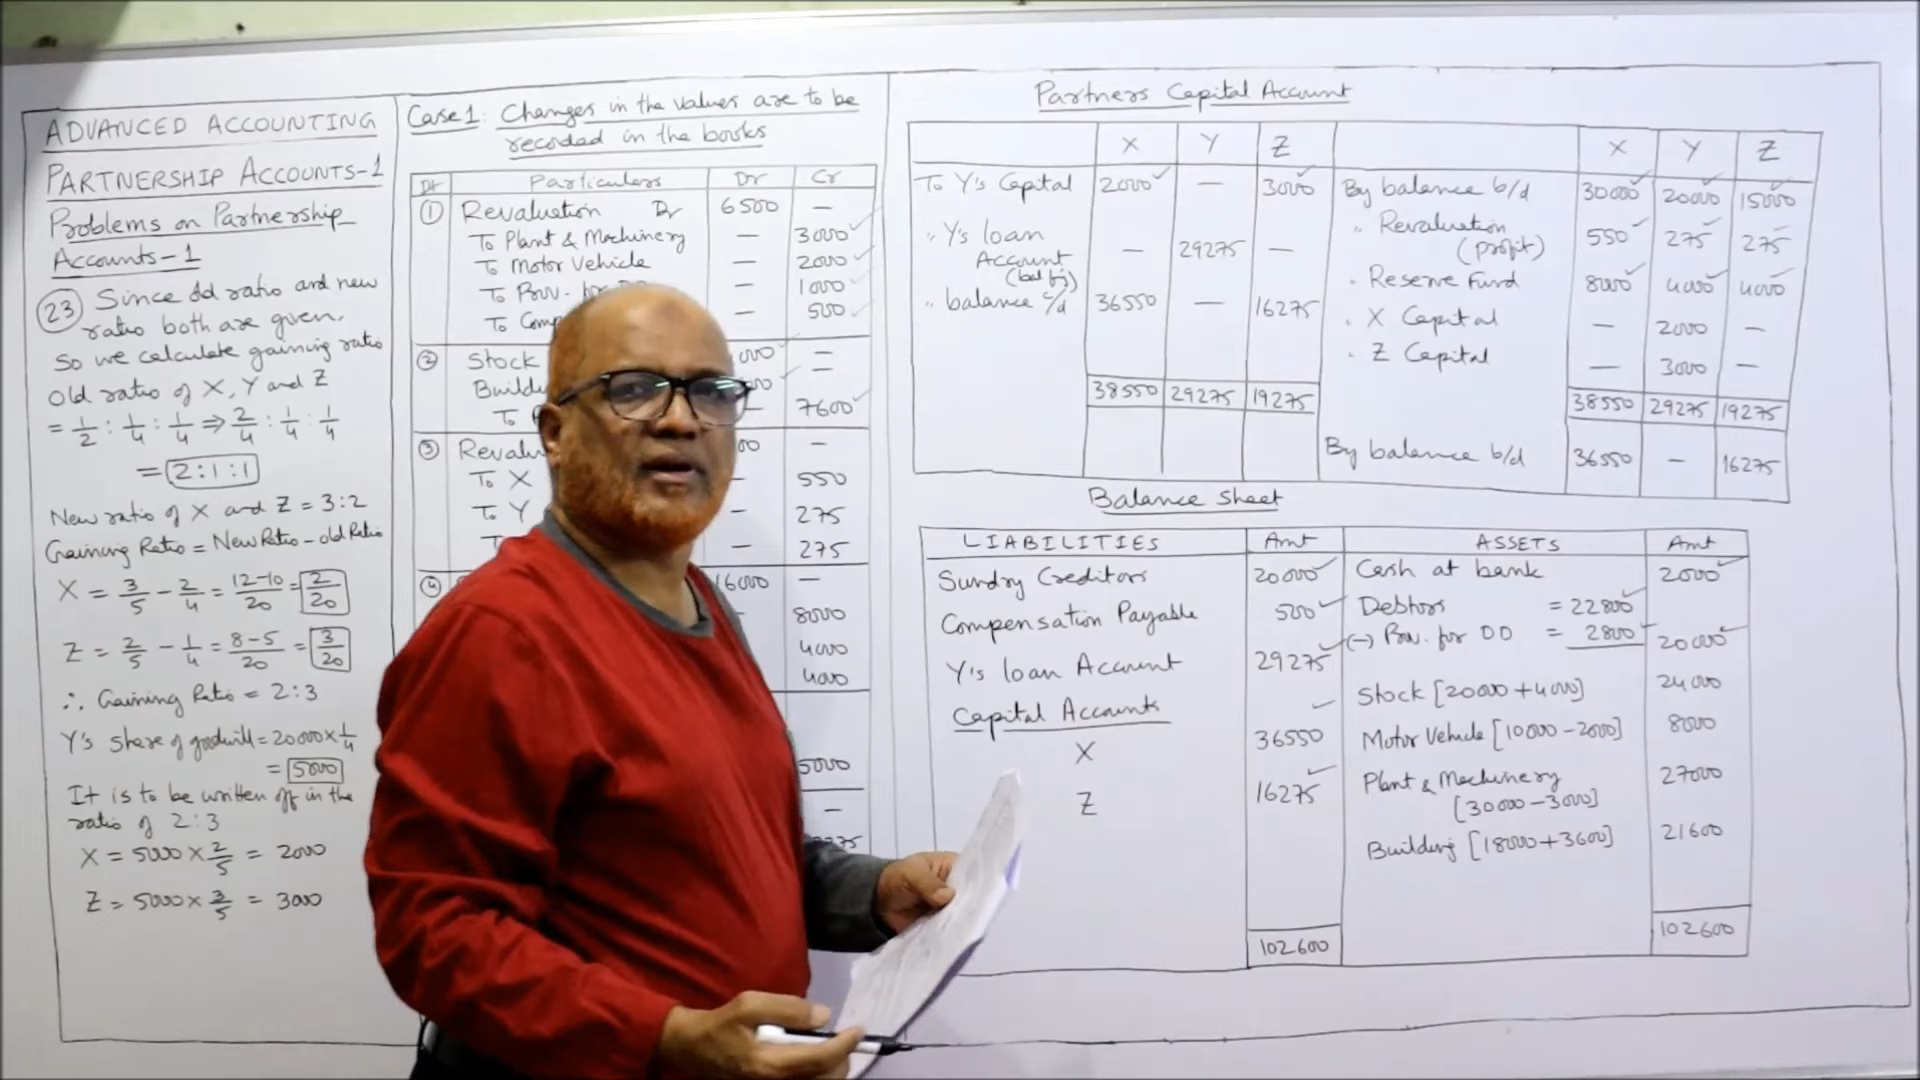 ADVANCED ACCOUNTING
PARTNERSHIP ACCOUNTS-1
Problems on Partnership
Accounts-1
(23) Since old ratio and new
ratio both are given.
So we calculate gaining ratio
Old ratio of X, Y and Z
= 1/2 : 1/4 : 1/4 ⇒ 2/4 : 1/4 : 1/4
= 2:1:1
New ratio of X and Z = 3:2
Gaining Ratio = New Ratio - old Ratio
X = 3/5 - 2/4 = 12-10/20 = 2/20
Z = 2/5 - 1/4 = 8-5/20 = 3/20
∴ Gaining Ratio = 2:3
Y's share of goodwill = 20000 × 1/4
= 5000
It is to be written off in the
ratio of 2:3
X = 5000 × 2/5 = 2000
Z = 5000 × 3/5 = 3000
Case 1: Changes in the values are to be
recorded in the books
Dt Particulars Dr Cr
(1) Revaluation Dr 6500 —
To Plant & Machinery — 3000
To Motor Vehicle — 2000
To Prov. for DD — 1000
To Comp — 500
(2) Stock 000 —
Build —
To 7600
(3) Reval 00 —
To X — 550
To Y — 275
— 275
(4) 16000 —
8000
4000
4000
5000
—
Partners Capital Account
X Y Z X Y Z
To Y's Capital 2000 — 3000 By balance b/d 30000 20000 15000
" Y's loan Account (bal fig) — 29275 — " Revaluation (profit) 550 275 275
" balance c/d 36550 — 16275 " Reserve Fund 8000 4000 4000
" X Capital — 2000 —
" Z Capital — 3000 —
38550 29275 19275 38550 29275 19275
By balance b/d 36550 — 16275
Balance Sheet
LIABILITIES Amt ASSETS Amt
Sundry Creditors 20000 Cash at bank 2000
Compensation Payable 500 Debtors = 22800
Y's loan Account 29275 (-) Prov. for DD = 2800 20000
Capital Accounts Stock [20000 + 4000] 24000
X 36550 Motor Vehicle [10000 - 2000] 8000
Z 16275 Plant & Machinery [30000 - 3000] 27000
Building [18000 + 3600] 21600
102600 102600